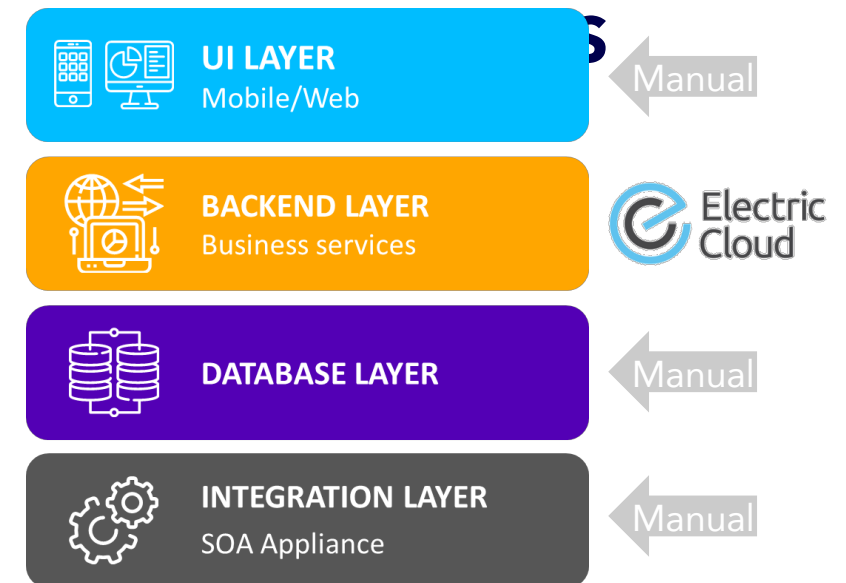 UI LAYER
Mobile/Web
Manual
BACKEND LAYER
Business services
Electric
Cloud
DATABASE LAYER
Manual
INTEGRATION LAYER
SOA Appliance
Manual